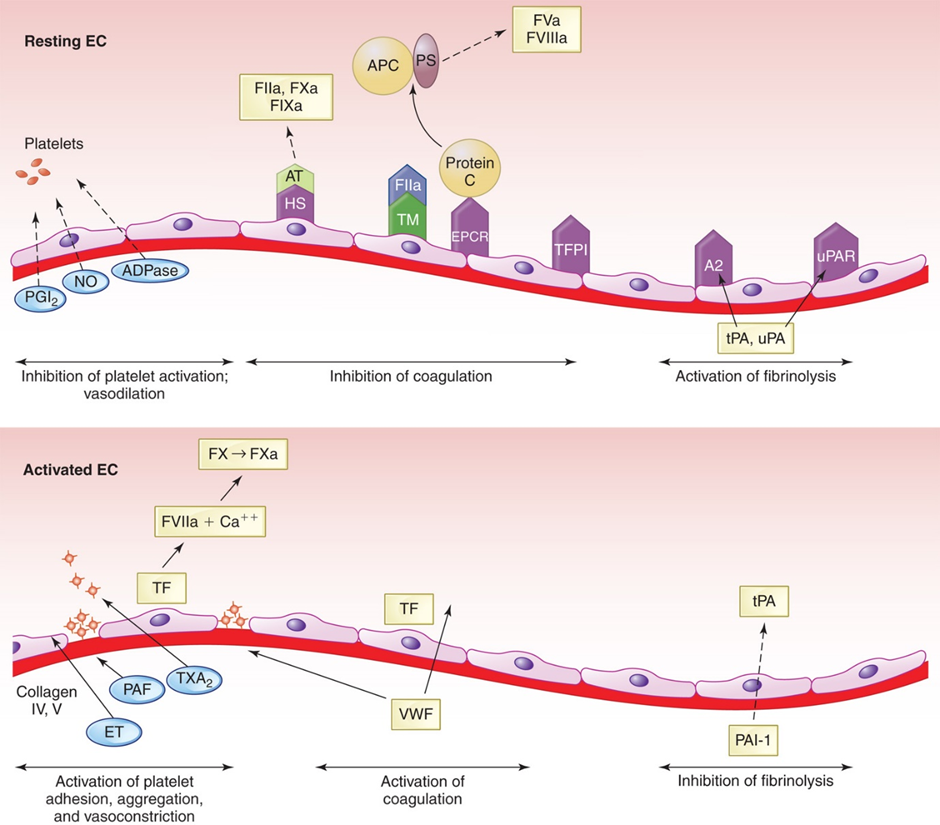 Resting EC
FVa
FVIIIa
APC
PS
FIIa, FXa
FIXa
Platelets
Protein
C
AT
HS
FIIa
TM
EPCR
TFPI
A2
uPAR
PGI₂
NO
ADPase
tPA, uPA
Inhibition of platelet activation;
vasodilation
Inhibition of coagulation
Activation of fibrinolysis
Activated EC
FX → FXa
FVIIa + Ca⁺⁺
TF
TF
tPA
Collagen
IV, V
PAF
TXA₂
ET
VWF
PAI-1
Activation of platelet
adhesion, aggregation,
and vasoconstriction
Activation of
coagulation
Inhibition of fibrinolysis